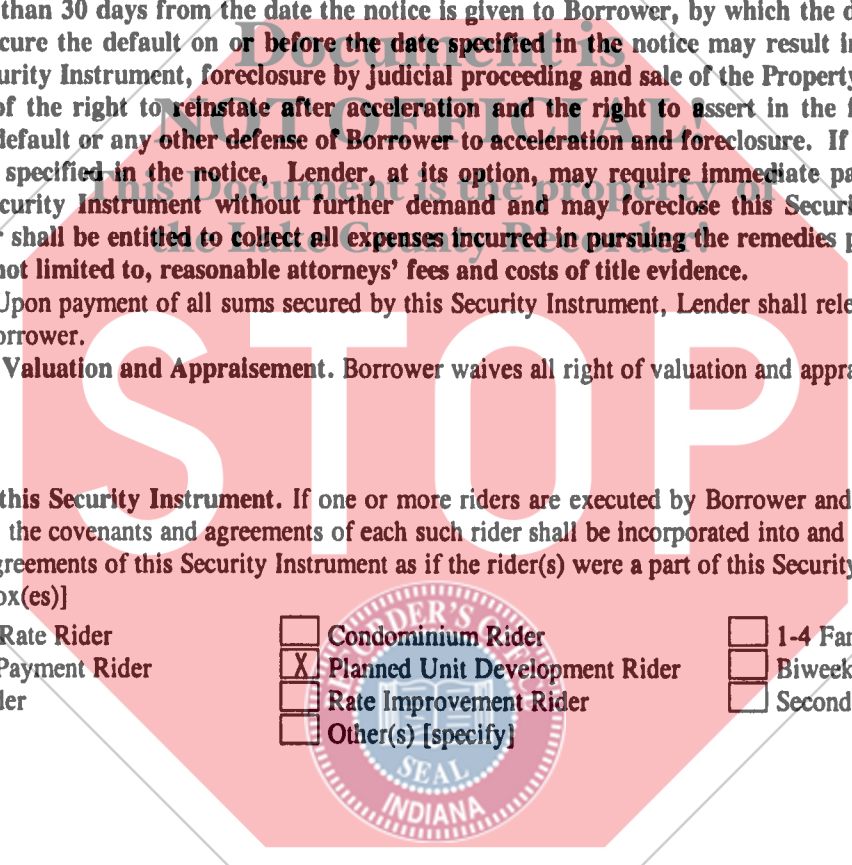 than 30 days from the date the notice is given to Borrower, by which the d
cure the default on or before the date specified in the notice may result in
urity Instrument, foreclosure by judicial proceeding and sale of the Property
of the right to reinstate after acceleration and the right to assert in the f
default or any other defense of Borrower to acceleration and foreclosure. If
specified in the notice, Lender, at its option, may require immediate pa
curity Instrument without further demand and may foreclose this Securi
r shall be entitled to collect all expenses incurred in pursuing the remedies p
not limited to, reasonable attorneys' fees and costs of title evidence.
Upon payment of all sums secured by this Security Instrument, Lender shall rele
orrower.
Valuation and Appraisement. Borrower waives all right of valuation and appra
this Security Instrument. If one or more riders are executed by Borrower and
the covenants and agreements of each such rider shall be incorporated into and
greements of this Security Instrument as if the rider(s) were a part of this Security
ox(es)]
Rate Rider Condominium Rider 1-4 Fam
Payment Rider X Planned Unit Development Rider Biweek
der Rate Improvement Rider Second
Other(s) [specify]
Document is
NOT OFFICIAL
This Document is the property of
the Lake County Recorder!
STOP
RECORDER'S OFFICE
SEAL
INDIANA